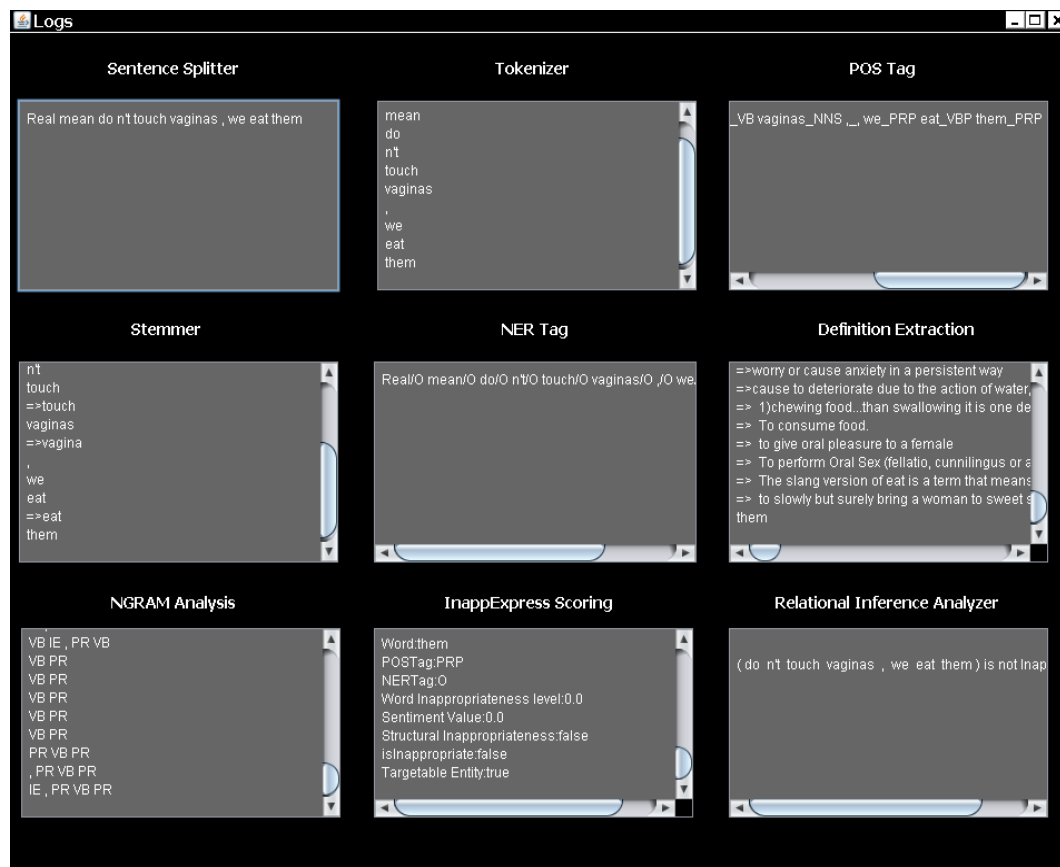 Logs
Sentence Splitter
Real mean do n't touch vaginas , we eat them
Tokenizer
mean
do
n't
touch
vaginas
,
we
eat
them
POS Tag
_VB vaginas_NNS ,_, we_PRP eat_VBP them_PRP
Stemmer
n't
touch
=>touch
vaginas
=>vagina
,
we
eat
=>eat
them
NER Tag
Real/O mean/O do/O n't/O touch/O vaginas/O ,/O we
Definition Extraction
=>worry or cause anxiety in a persistent way
=>cause to deteriorate due to the action of water,
=> 1)chewing food...than swallowing it is one de
=> To consume food.
=> to give oral pleasure to a female
=> To perform Oral Sex (fellatio, cunnilingus or a
=> The slang version of eat is a term that means
=> to slowly but surely bring a woman to sweet s
them
NGRAM Analysis
VB IE , PR VB
VB PR
VB PR
VB PR
VB PR
VB PR
PR VB PR
, PR VB PR
IE , PR VB PR
InappExpress Scoring
Word:them
POSTag:PRP
NERTag:O
Word Inappropriateness level:0.0
Sentiment Value:0.0
Structural Inappropriateness:false
isInappropriate:false
Targetable Entity:true
Relational Inference Analyzer
( do n't touch vaginas , we eat them ) is not Inap